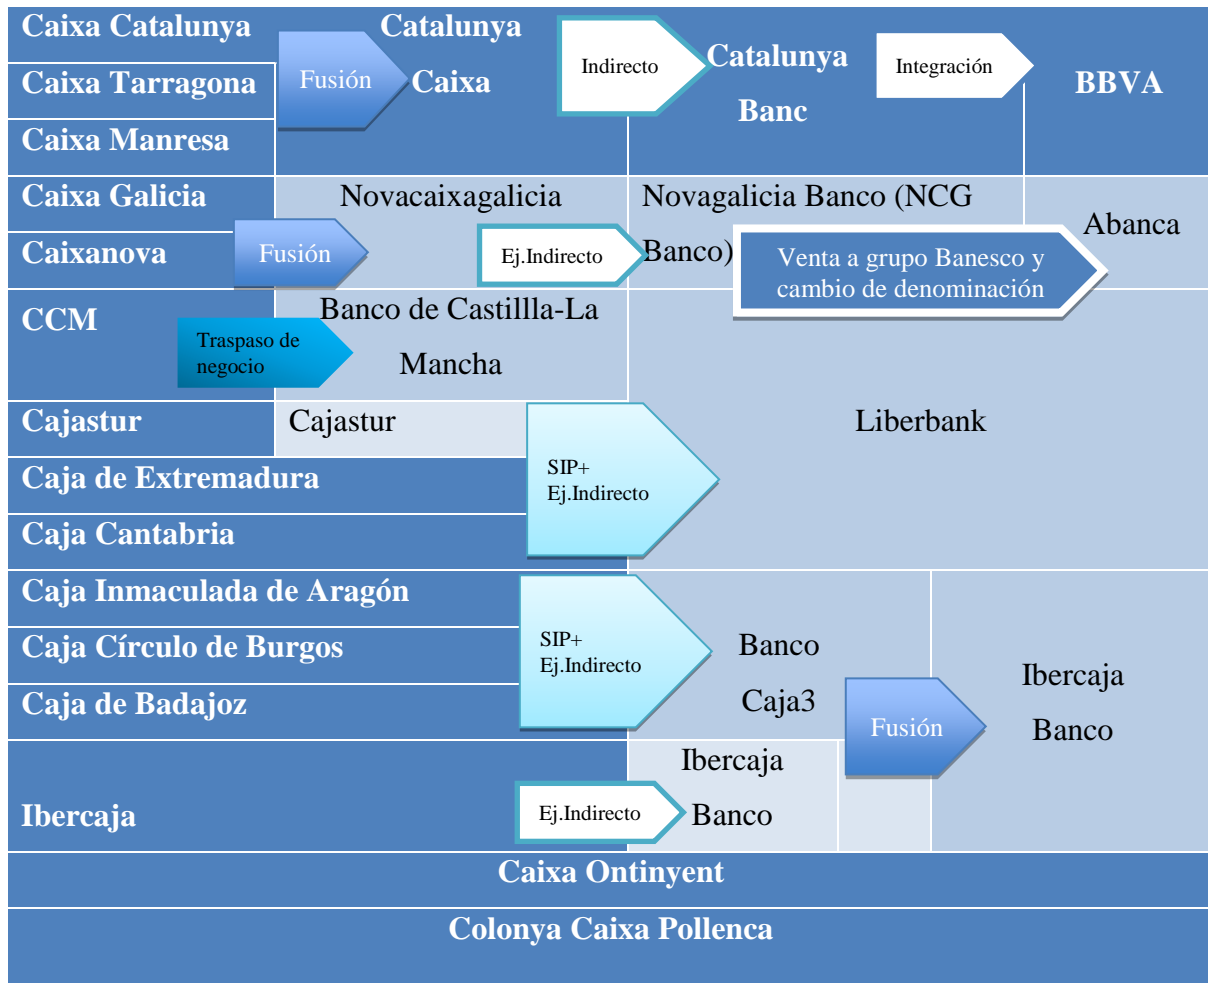 Caixa Catalunya
Caixa Tarragona
Caixa Manresa
Fusión
Catalunya
Caixa
Indirecto
Catalunya
Banc
Integración
BBVA
Caixa Galicia
Caixanova
Fusión
Novacaixagalicia
Ej.Indirecto
Novagalicia Banco (NCG
Banco)
Venta a grupo Banesco y
cambio de denominación
Abanca
CCM
Traspaso de
negocio
Banco de Castillla-La
Mancha
Cajastur
Cajastur
Caja de Extremadura
Caja Cantabria
SIP+
Ej.Indirecto
Liberbank
Caja Inmaculada de Aragón
Caja Círculo de Burgos
Caja de Badajoz
SIP+
Ej.Indirecto
Banco
Caja3
Fusión
Ibercaja
Banco
Ibercaja
Ej.Indirecto
Ibercaja
Banco
Caixa Ontinyent
Colonya Caixa Pollenca